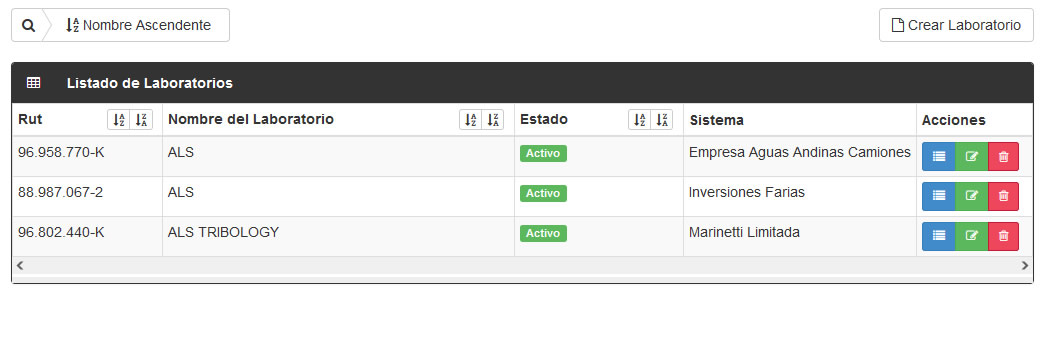 Nombre Ascendente
Crear Laboratorio
Listado de Laboratorios
Rut Nombre del Laboratorio Estado Sistema Acciones
96.958.770-K ALS Activo Empresa Aguas Andinas Camiones
88.987.067-2 ALS Activo Inversiones Farias
96.802.440-K ALS TRIBOLOGY Activo Marinetti Limitada